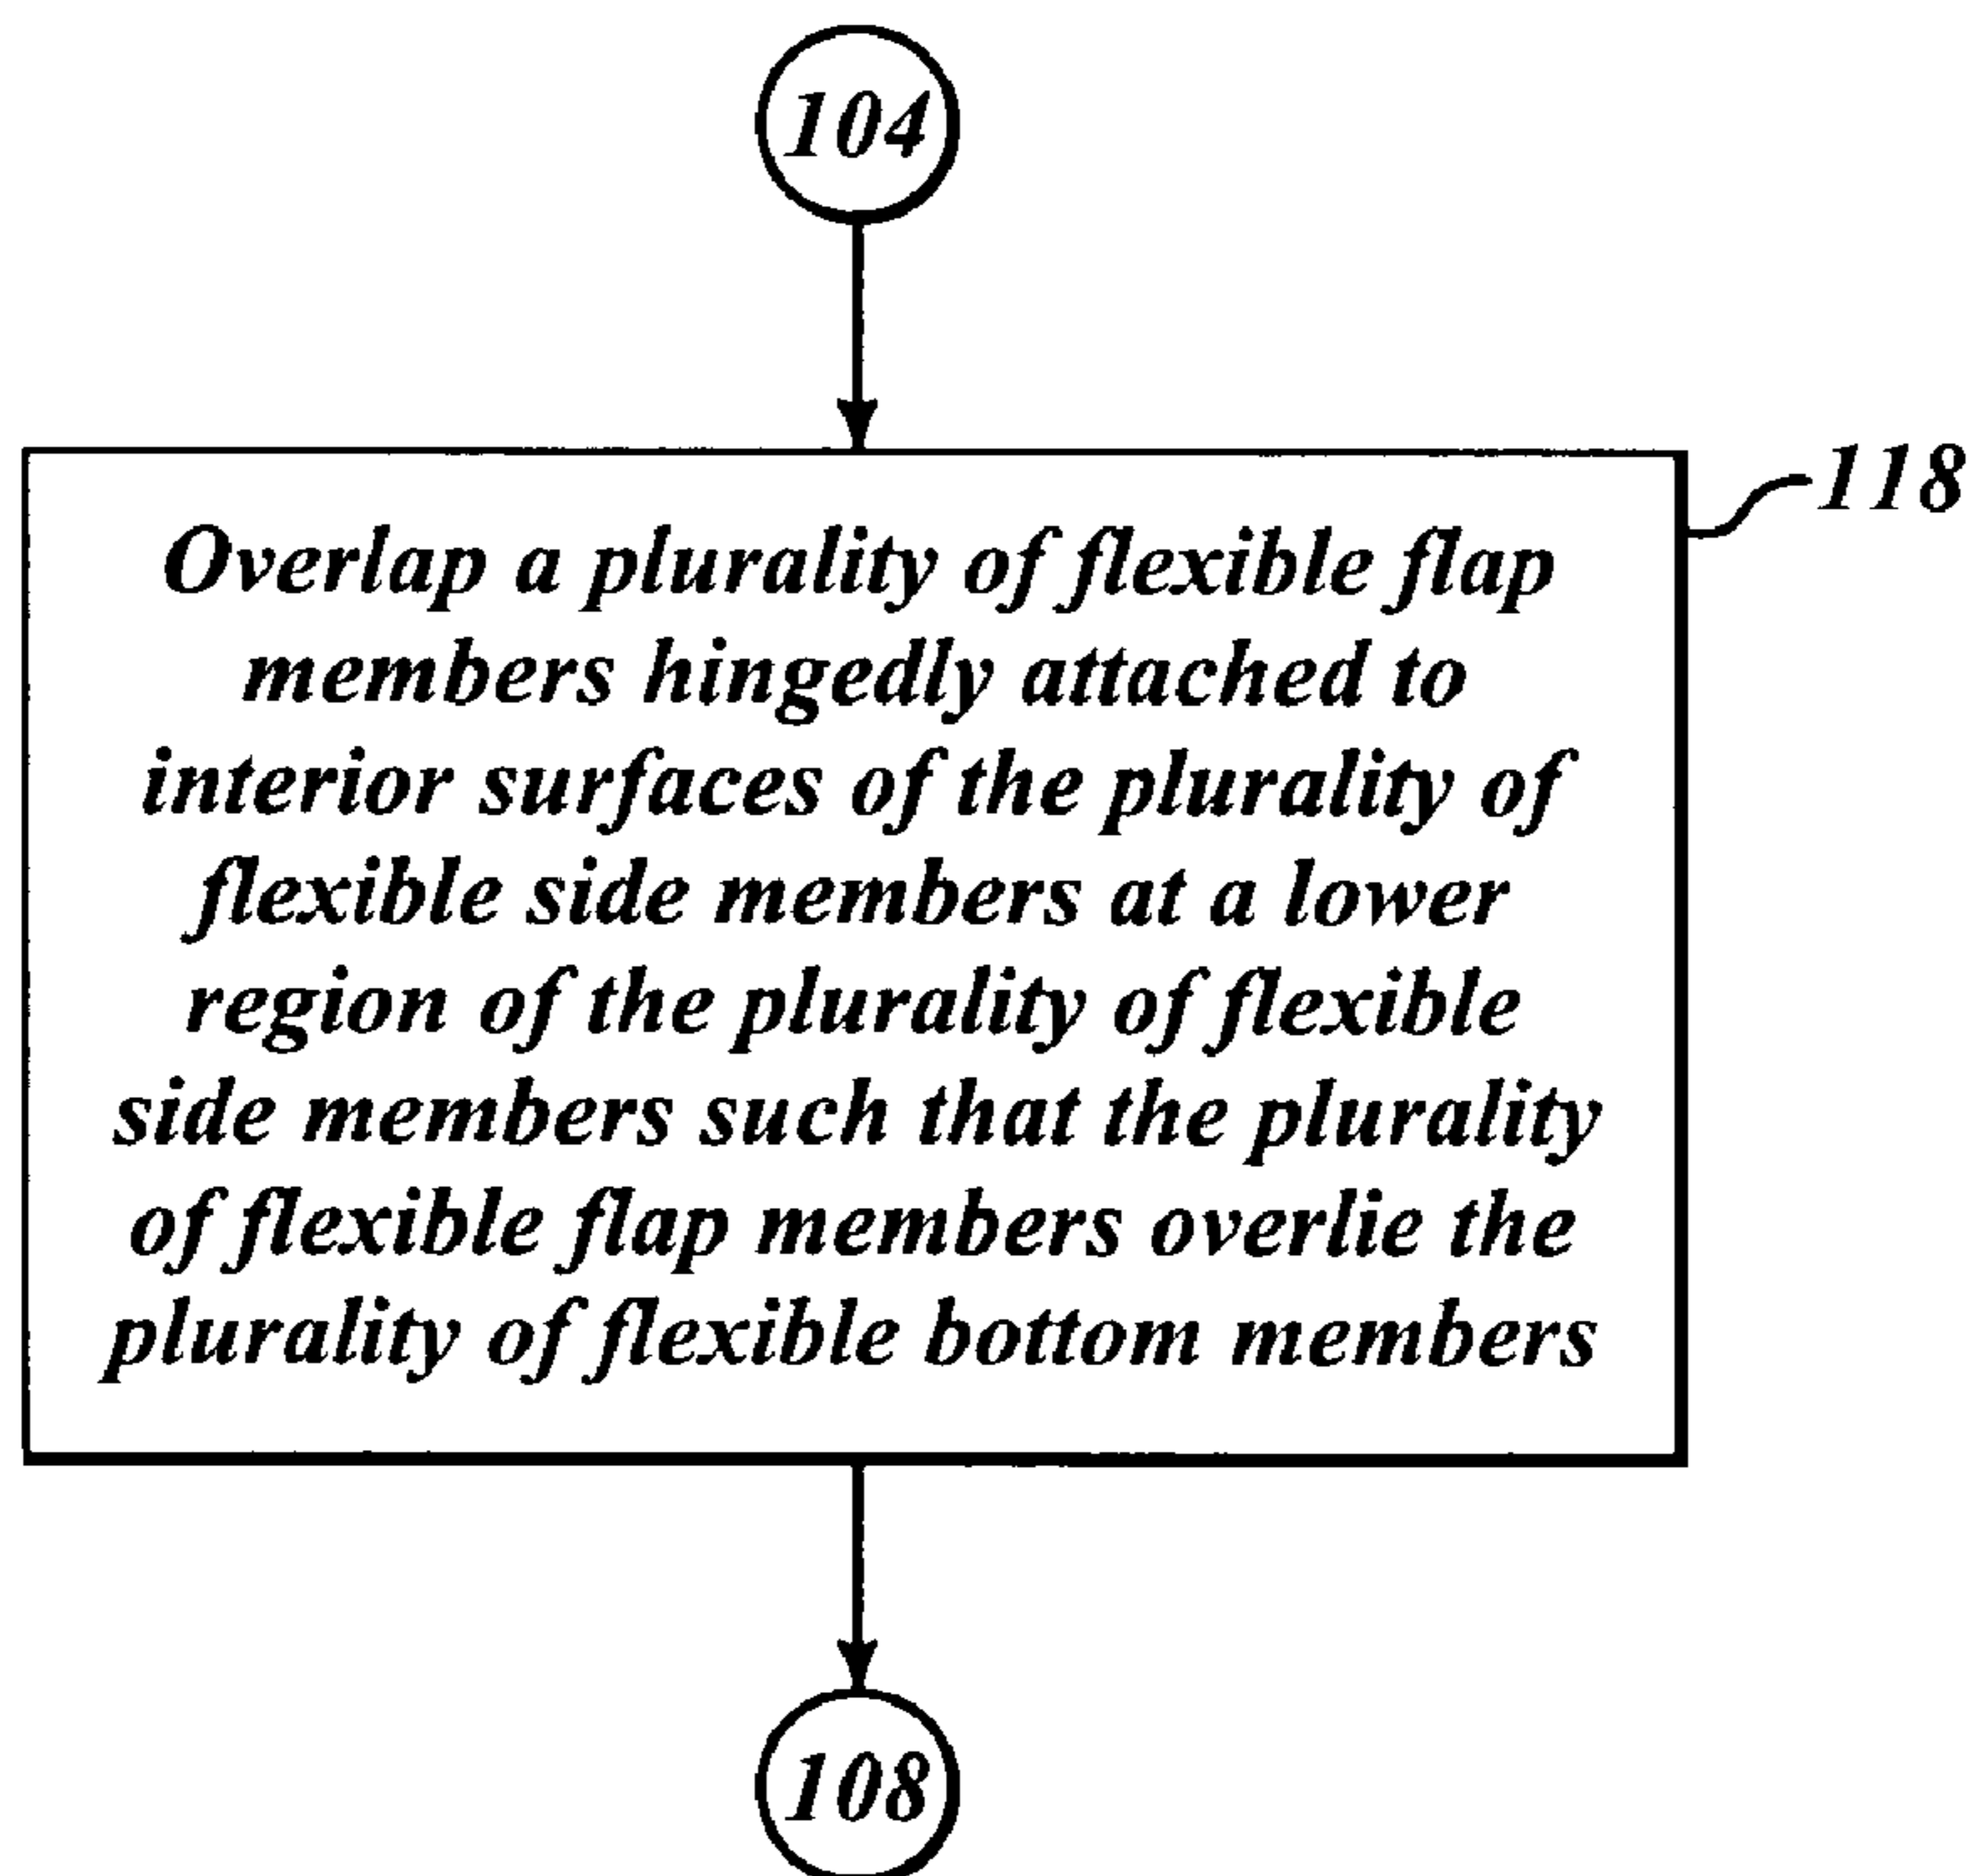 104
118
Overlap a plurality of flexible flap
members hingedly attached to
interior surfaces of the plurality of
flexible side members at a lower
region of the plurality of flexible
side members such that the plurality
of flexible flap members overlie the
plurality of flexible bottom members
108